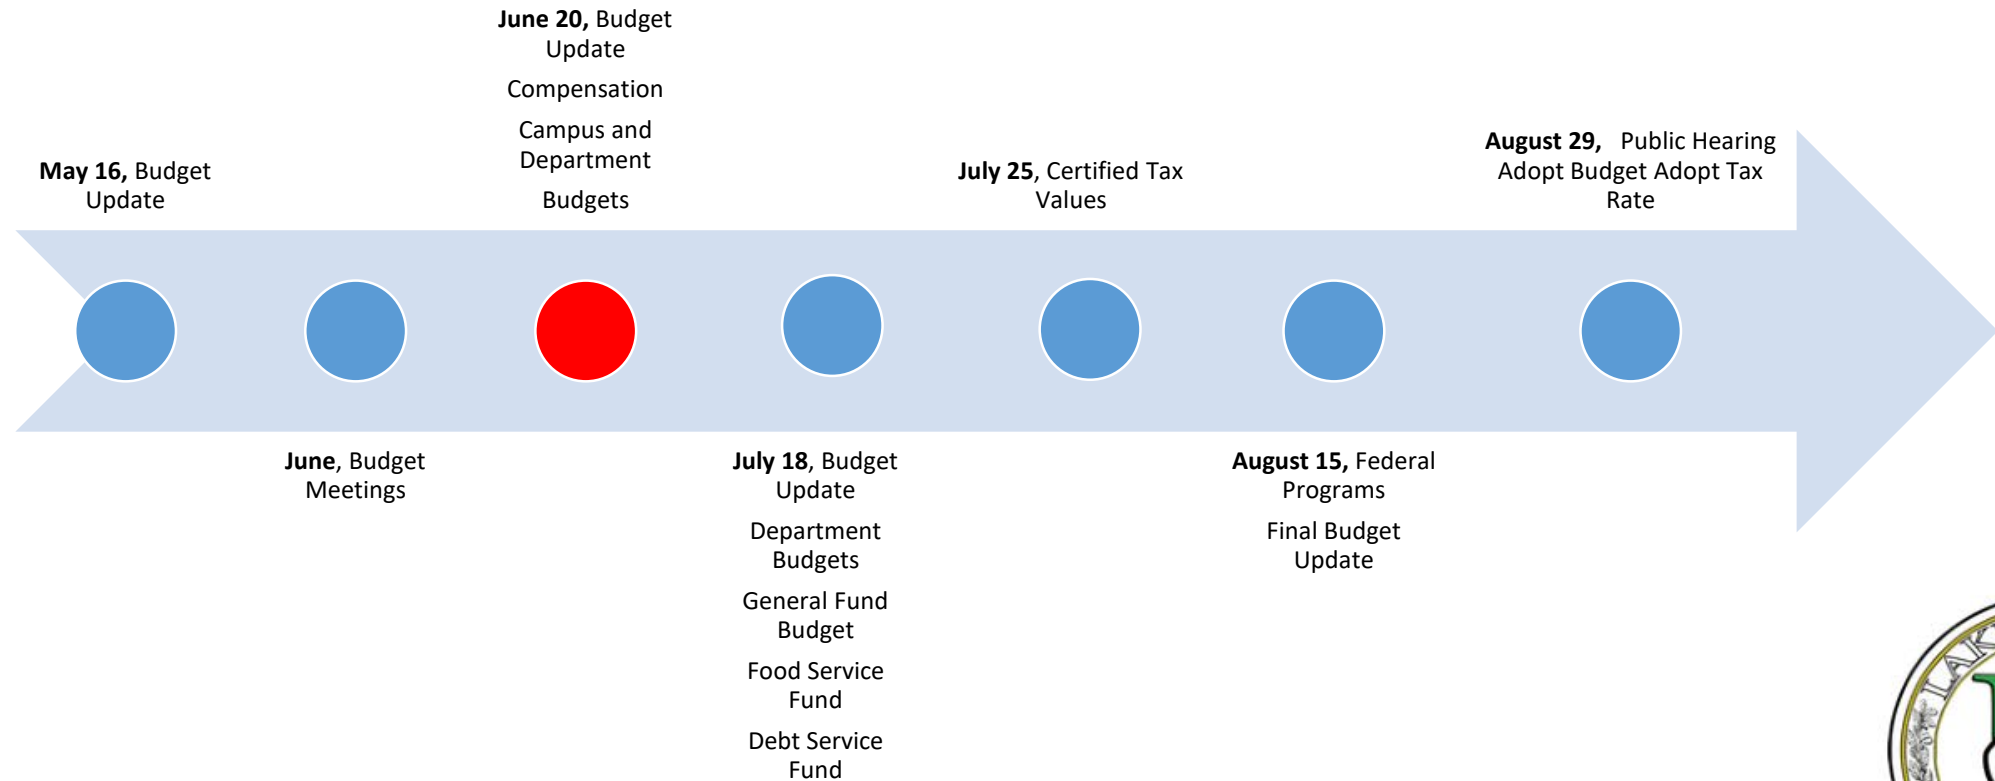 June 20, Budget
Update
Compensation
Campus and
Department
Budgets
May 16, Budget
Update
July 25, Certified Tax
Values
August 29, Public Hearing
Adopt Budget Adopt Tax
Rate
June, Budget
Meetings
July 18, Budget
Update
Department
Budgets
General Fund
Budget
Food Service
Fund
Debt Service
Fund
August 15, Federal
Programs
Final Budget
Update